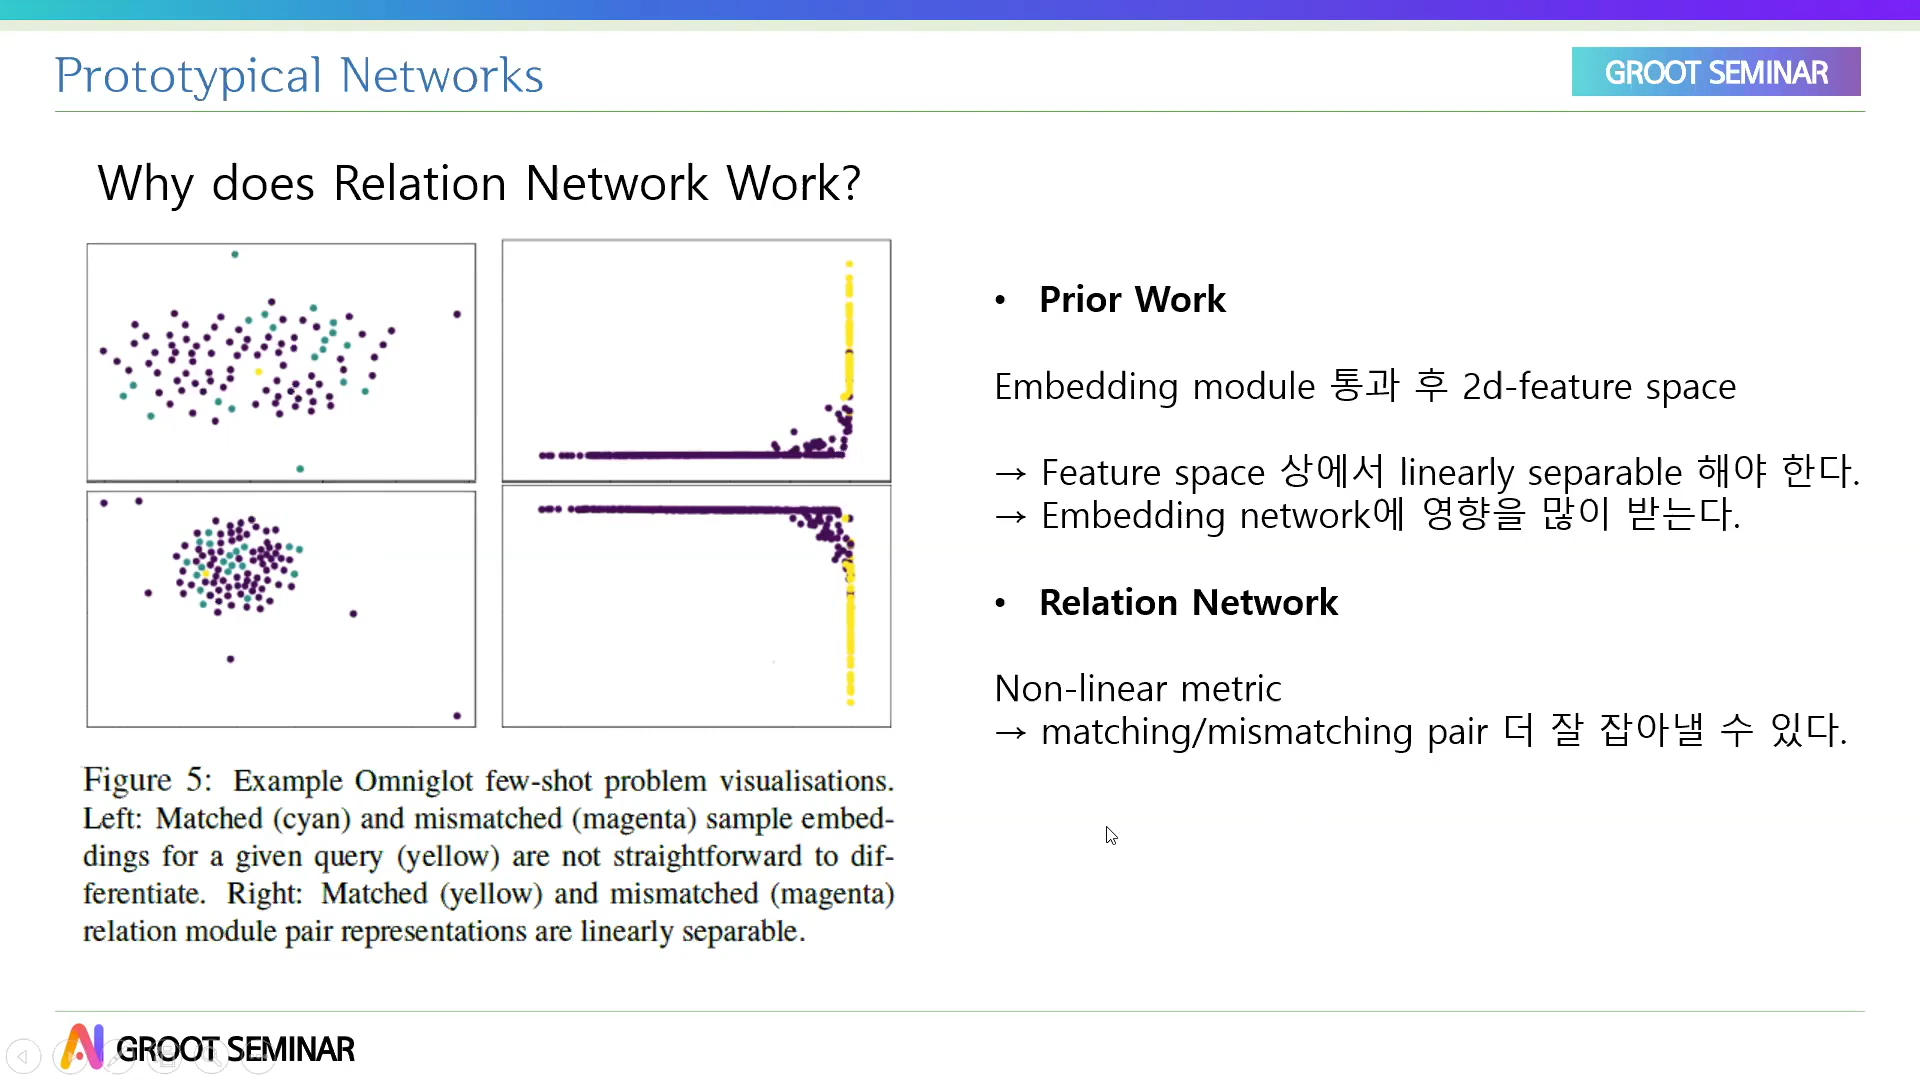 Prototypical Networks
GROOT SEMINAR
Why does Relation Network Work?
• Prior Work
Embedding module 통과 후 2d-feature space
→ Feature space 상에서 linearly separable 해야 한다.
→ Embedding network에 영향을 많이 받는다.
• Relation Network
Non-linear metric
→ matching/mismatching pair 더 잘 잡아낼 수 있다.
Figure 5: Example Omniglot few-shot problem visualisations.
Left: Matched (cyan) and mismatched (magenta) sample embed-
dings for a given query (yellow) are not straightforward to dif-
ferentiate. Right: Matched (yellow) and mismatched (magenta)
relation module pair representations are linearly separable.
AI GROOT SEMINAR